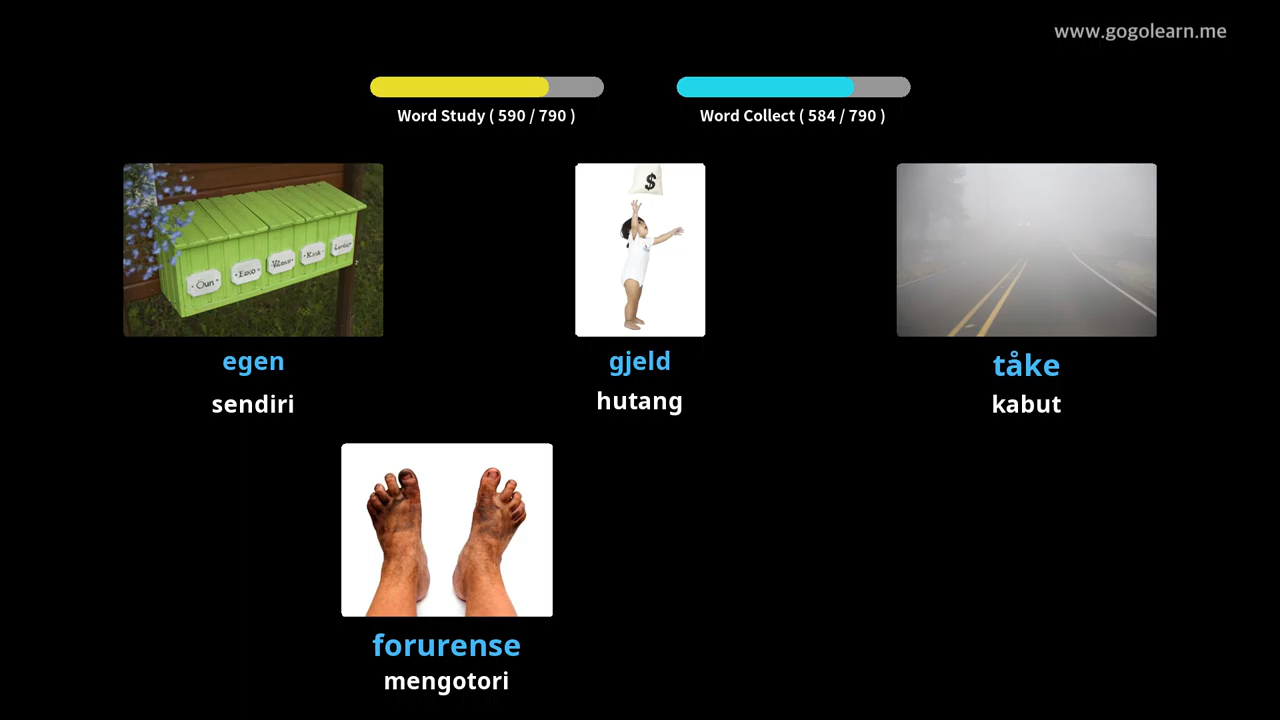 www.gogolearn.me
Word Study ( 590 / 790 )
Word Collect ( 584 / 790 )
$
egen
gjeld
tåke
sendiri
hutang
kabut
forurense
mengotori